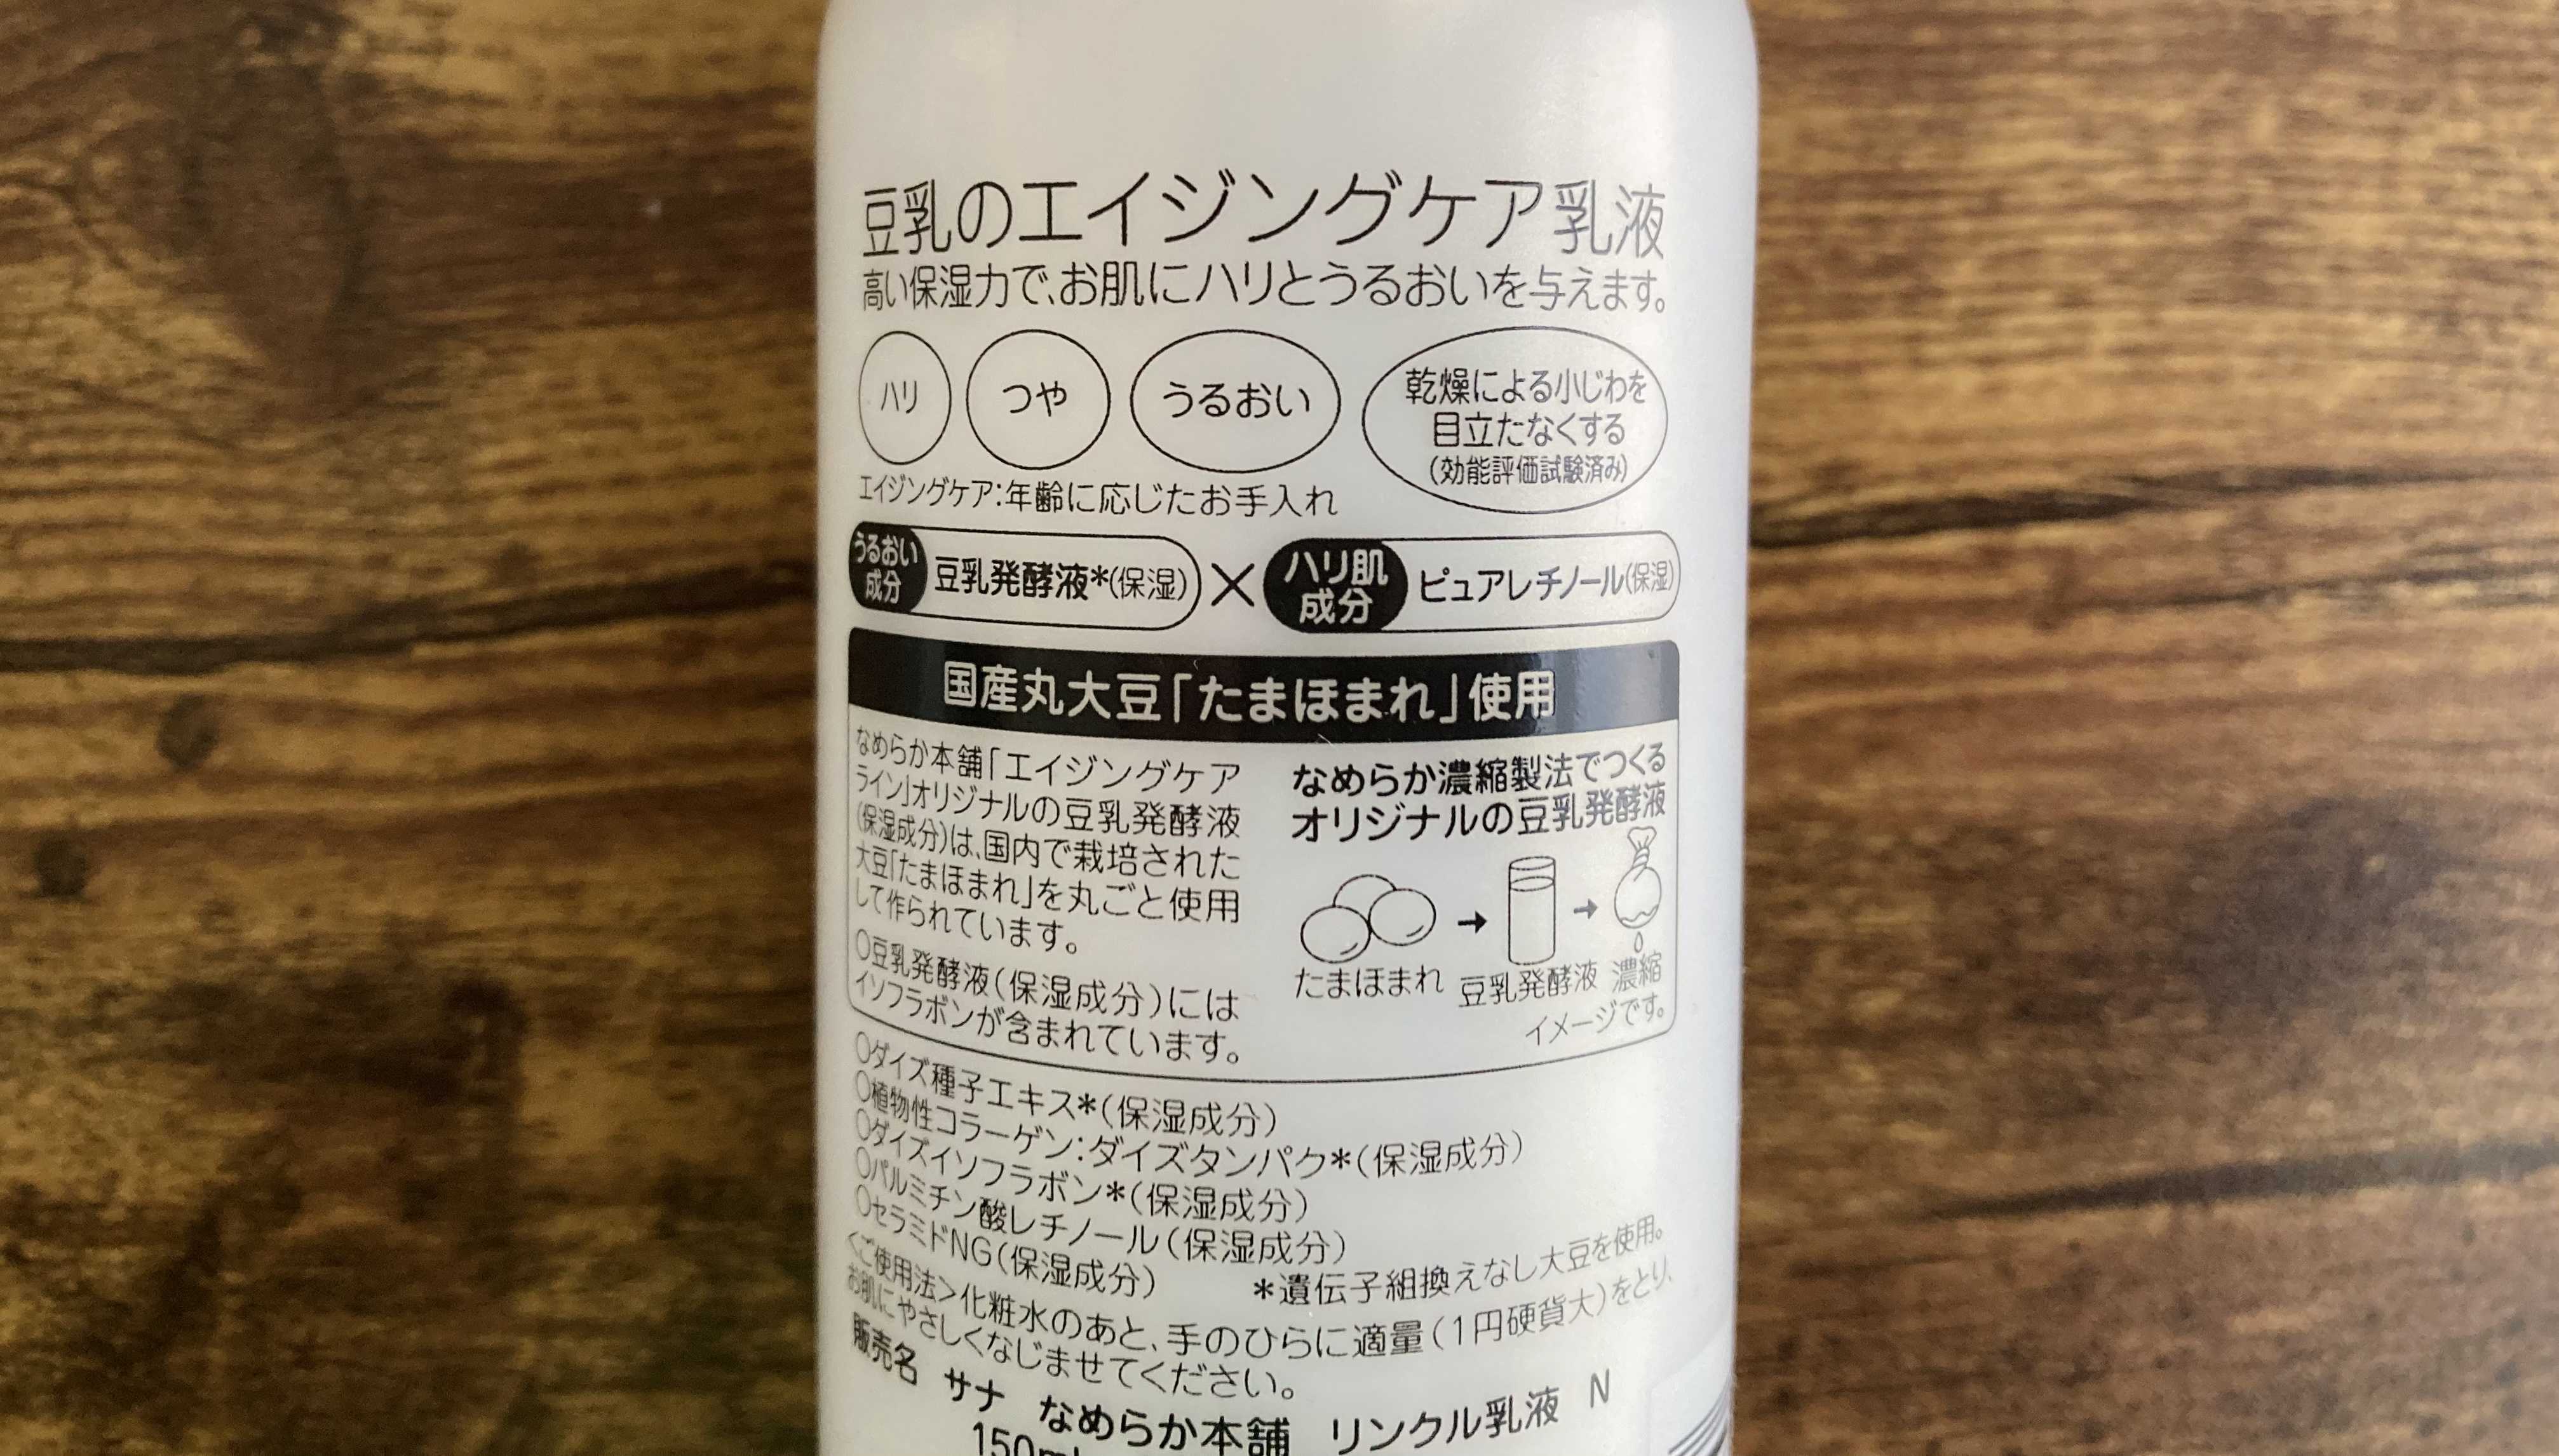 豆乳のエイジングケア乳液
高い保湿力で、お肌にハリとうるおいを与えます。
ハリ
つや
うるおい
乾燥による小じわを
目立たなくする
(効能評価試験済み)
エイジングケア:年齢に応じたお手入れ
うるおい
成分
豆乳発酵液*(保湿)
×
ハリ肌
成分
ピュアレチノール(保湿)
国産丸大豆「たまほまれ」使用
なめらか本舗「エイジングケア
ライン」オリジナルの豆乳発酵液
(保湿成分)は、国内で栽培された
大豆「たまほまれ」を丸ごと使用
して作られています。
○豆乳発酵液(保湿成分)には
イソフラボンが含まれています。
なめらか濃縮製法でつくる
オリジナルの豆乳発酵液
たまほまれ
→
豆乳発酵液
→
濃縮
イメージです。
○ダイズ種子エキス*(保湿成分)
○植物性コラーゲン:ダイズタンパク*(保湿成分)
○ダイズイソフラボン*(保湿成分)
○パルミチン酸レチノール(保湿成分)
○セラミドNG(保湿成分)
*遺伝子組換えなし大豆を使用。
<ご使用法>化粧水のあと、手のひらに適量(1円硬貨大)をとり、
お肌にやさしくなじませてください。
販売名 サナ なめらか本舗 リンクル乳液 N
150mL